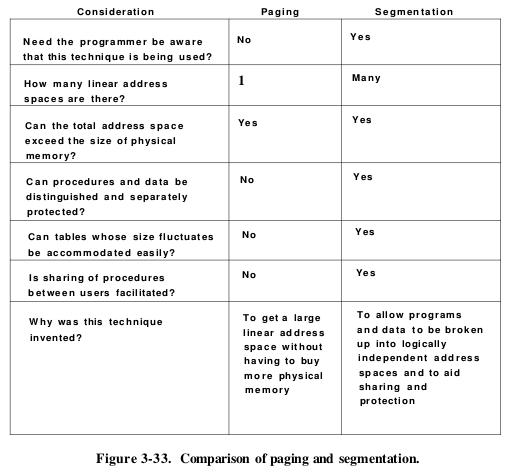 Consideration Paging Segmentation
Need the programmer be aware
that this technique is being used?
No
Yes
How many linear address
spaces are there?
1
Many
Can the total address space
exceed the size of physical
memory?
Yes
Yes
Can procedures and data be
distinguished and separately
protected?
No
Yes
Can tables whose size fluctuates
be accommodated easily?
No
Yes
Is sharing of procedures
between users facilitated?
No
Yes
Why was this technique
invented?
To get a large
linear address
space without
having to buy
more physical
memory
To allow programs
and data to be broken
up into logically
independent address
spaces and to aid
sharing and
protection
Figure 3-33. Comparison of paging and segmentation.